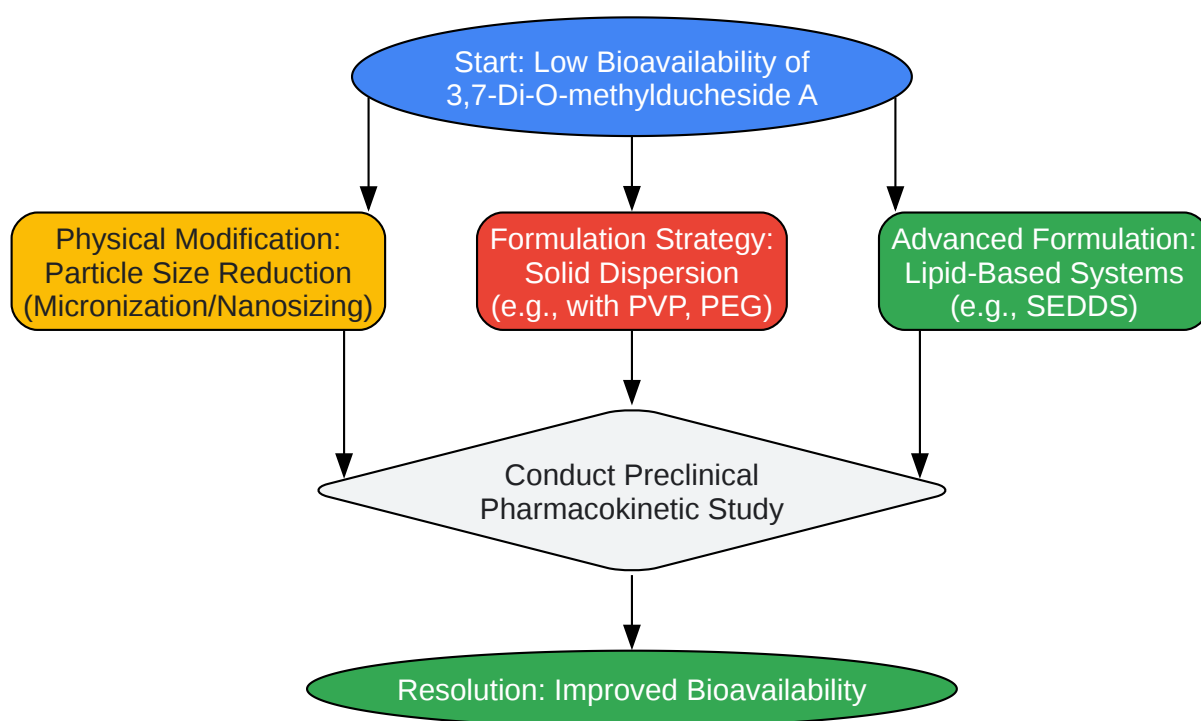 Start: Low Bioavailability of
3,7-Di-O-methylducheside A
Physical Modification:
Particle Size Reduction
(Micronization/Nanosizing)
Formulation Strategy:
Solid Dispersion
(e.g., with PVP, PEG)
Advanced Formulation:
Lipid-Based Systems
(e.g., SEDDS)
Conduct Preclinical
Pharmacokinetic Study
Resolution: Improved Bioavailability